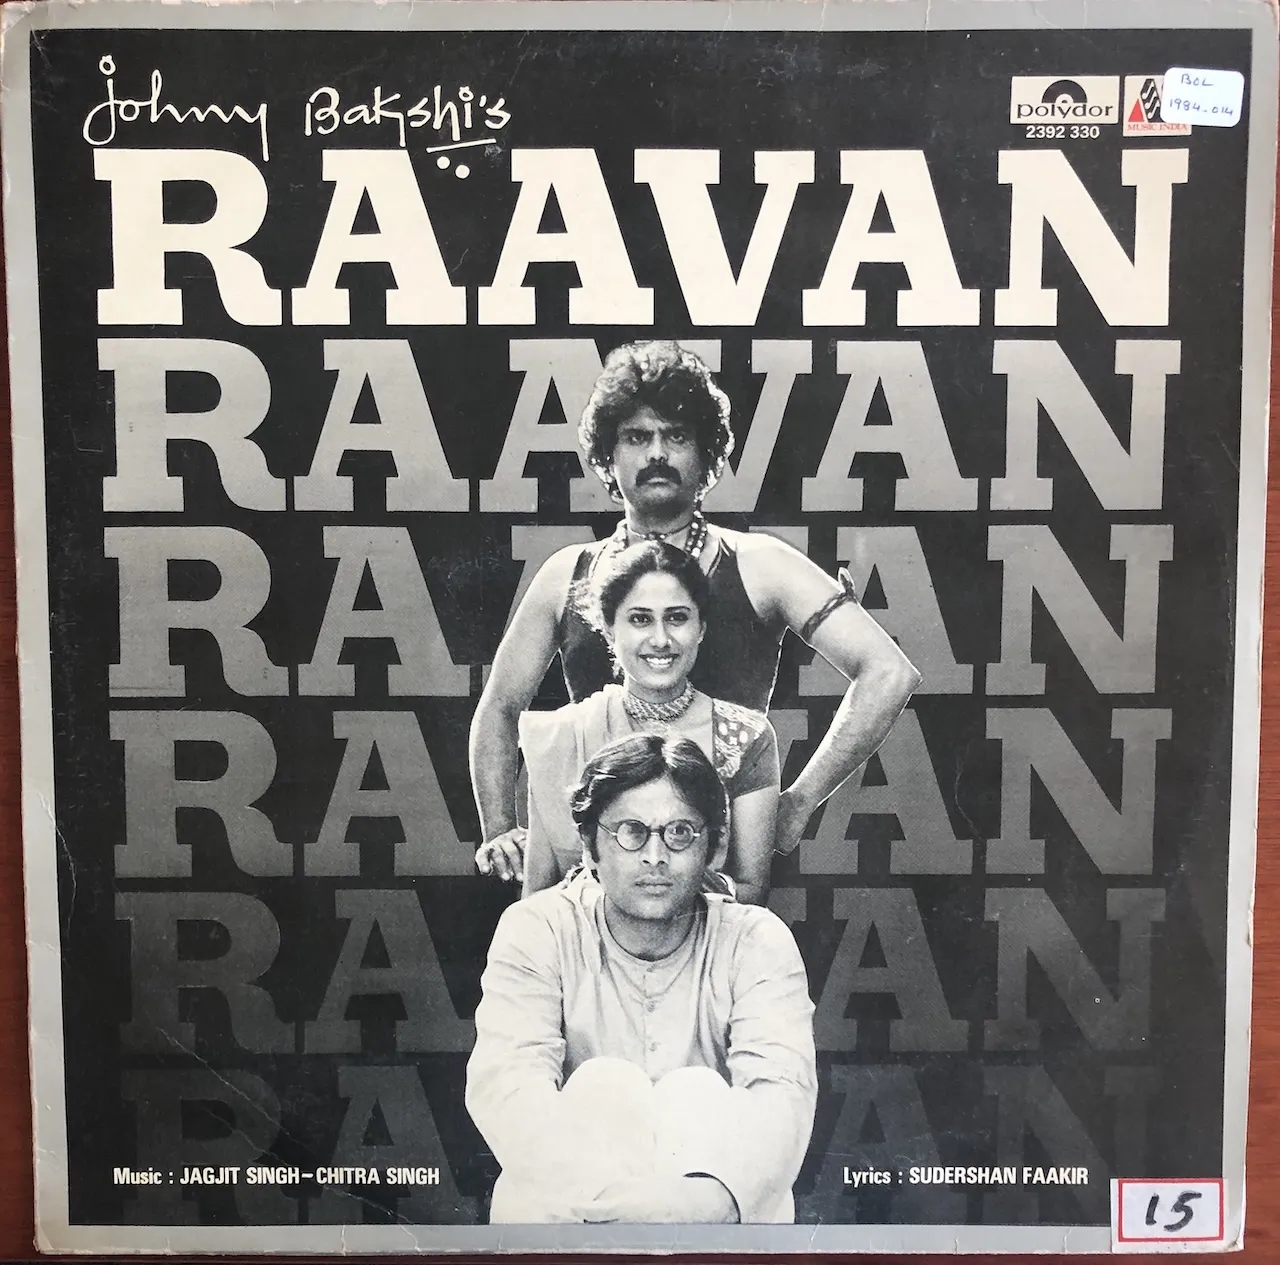 Johny Bakshi's
polydor
2392 330
MUSIC INDIA
BOL
1984-014
RAAVAN
RAAVAN
RAAVAN
RAAVAN
RAAVAN
RAAVAN
Music : JAGJIT SINGH–CHITRA SINGH
Lyrics : SUDERSHAN FAAKIR
15